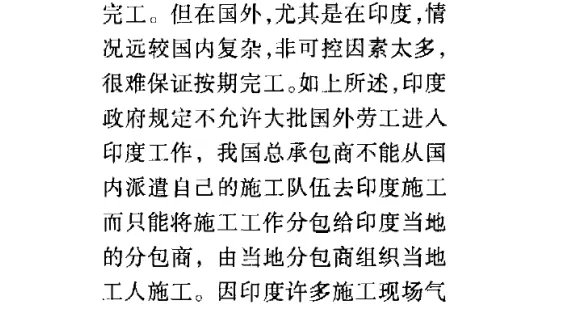 完工。但在国外,尤其是在印度,情
况远较国内复杂,非可控因素太多,
很难保证按期完工。如上所述,印度
政府规定不允许大批国外劳工进入
印度工作，我国总承包商不能从国
内派遣自己的施工队伍去印度施工
而只能将施工工作分包给印度当地
的分包商，由当地分包商组织当地
工人施工。因印度许多施工现场气